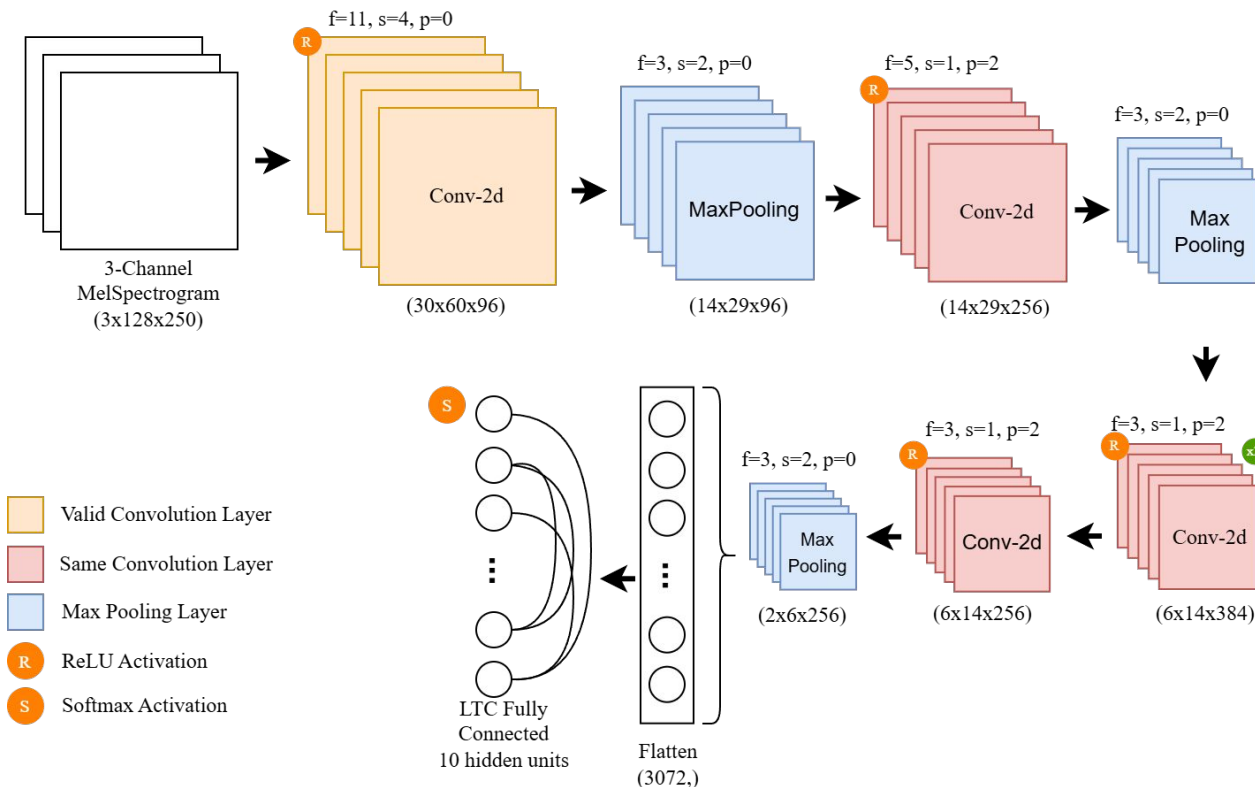 f=11, s=4, p=0
R
Conv-2d
(30x60x96)
3-Channel
MelSpectrogram
(3x128x250)
f=3, s=2, p=0
MaxPooling
(14x29x96)
f=5, s=1, p=2
R
Conv-2d
(14x29x256)
f=3, s=2, p=0
Max
Pooling
f=3, s=1, p=2
R
Conv-2d
(6x14x384)
f=3, s=1, p=2
R
Conv-2d
(6x14x256)
f=3, s=2, p=0
Max
Pooling
(2x6x256)
Flatten
(3072,)
S
LTC Fully
Connected
10 hidden units
Valid Convolution Layer
Same Convolution Layer
Max Pooling Layer
R
ReLU Activation
S
Softmax Activation